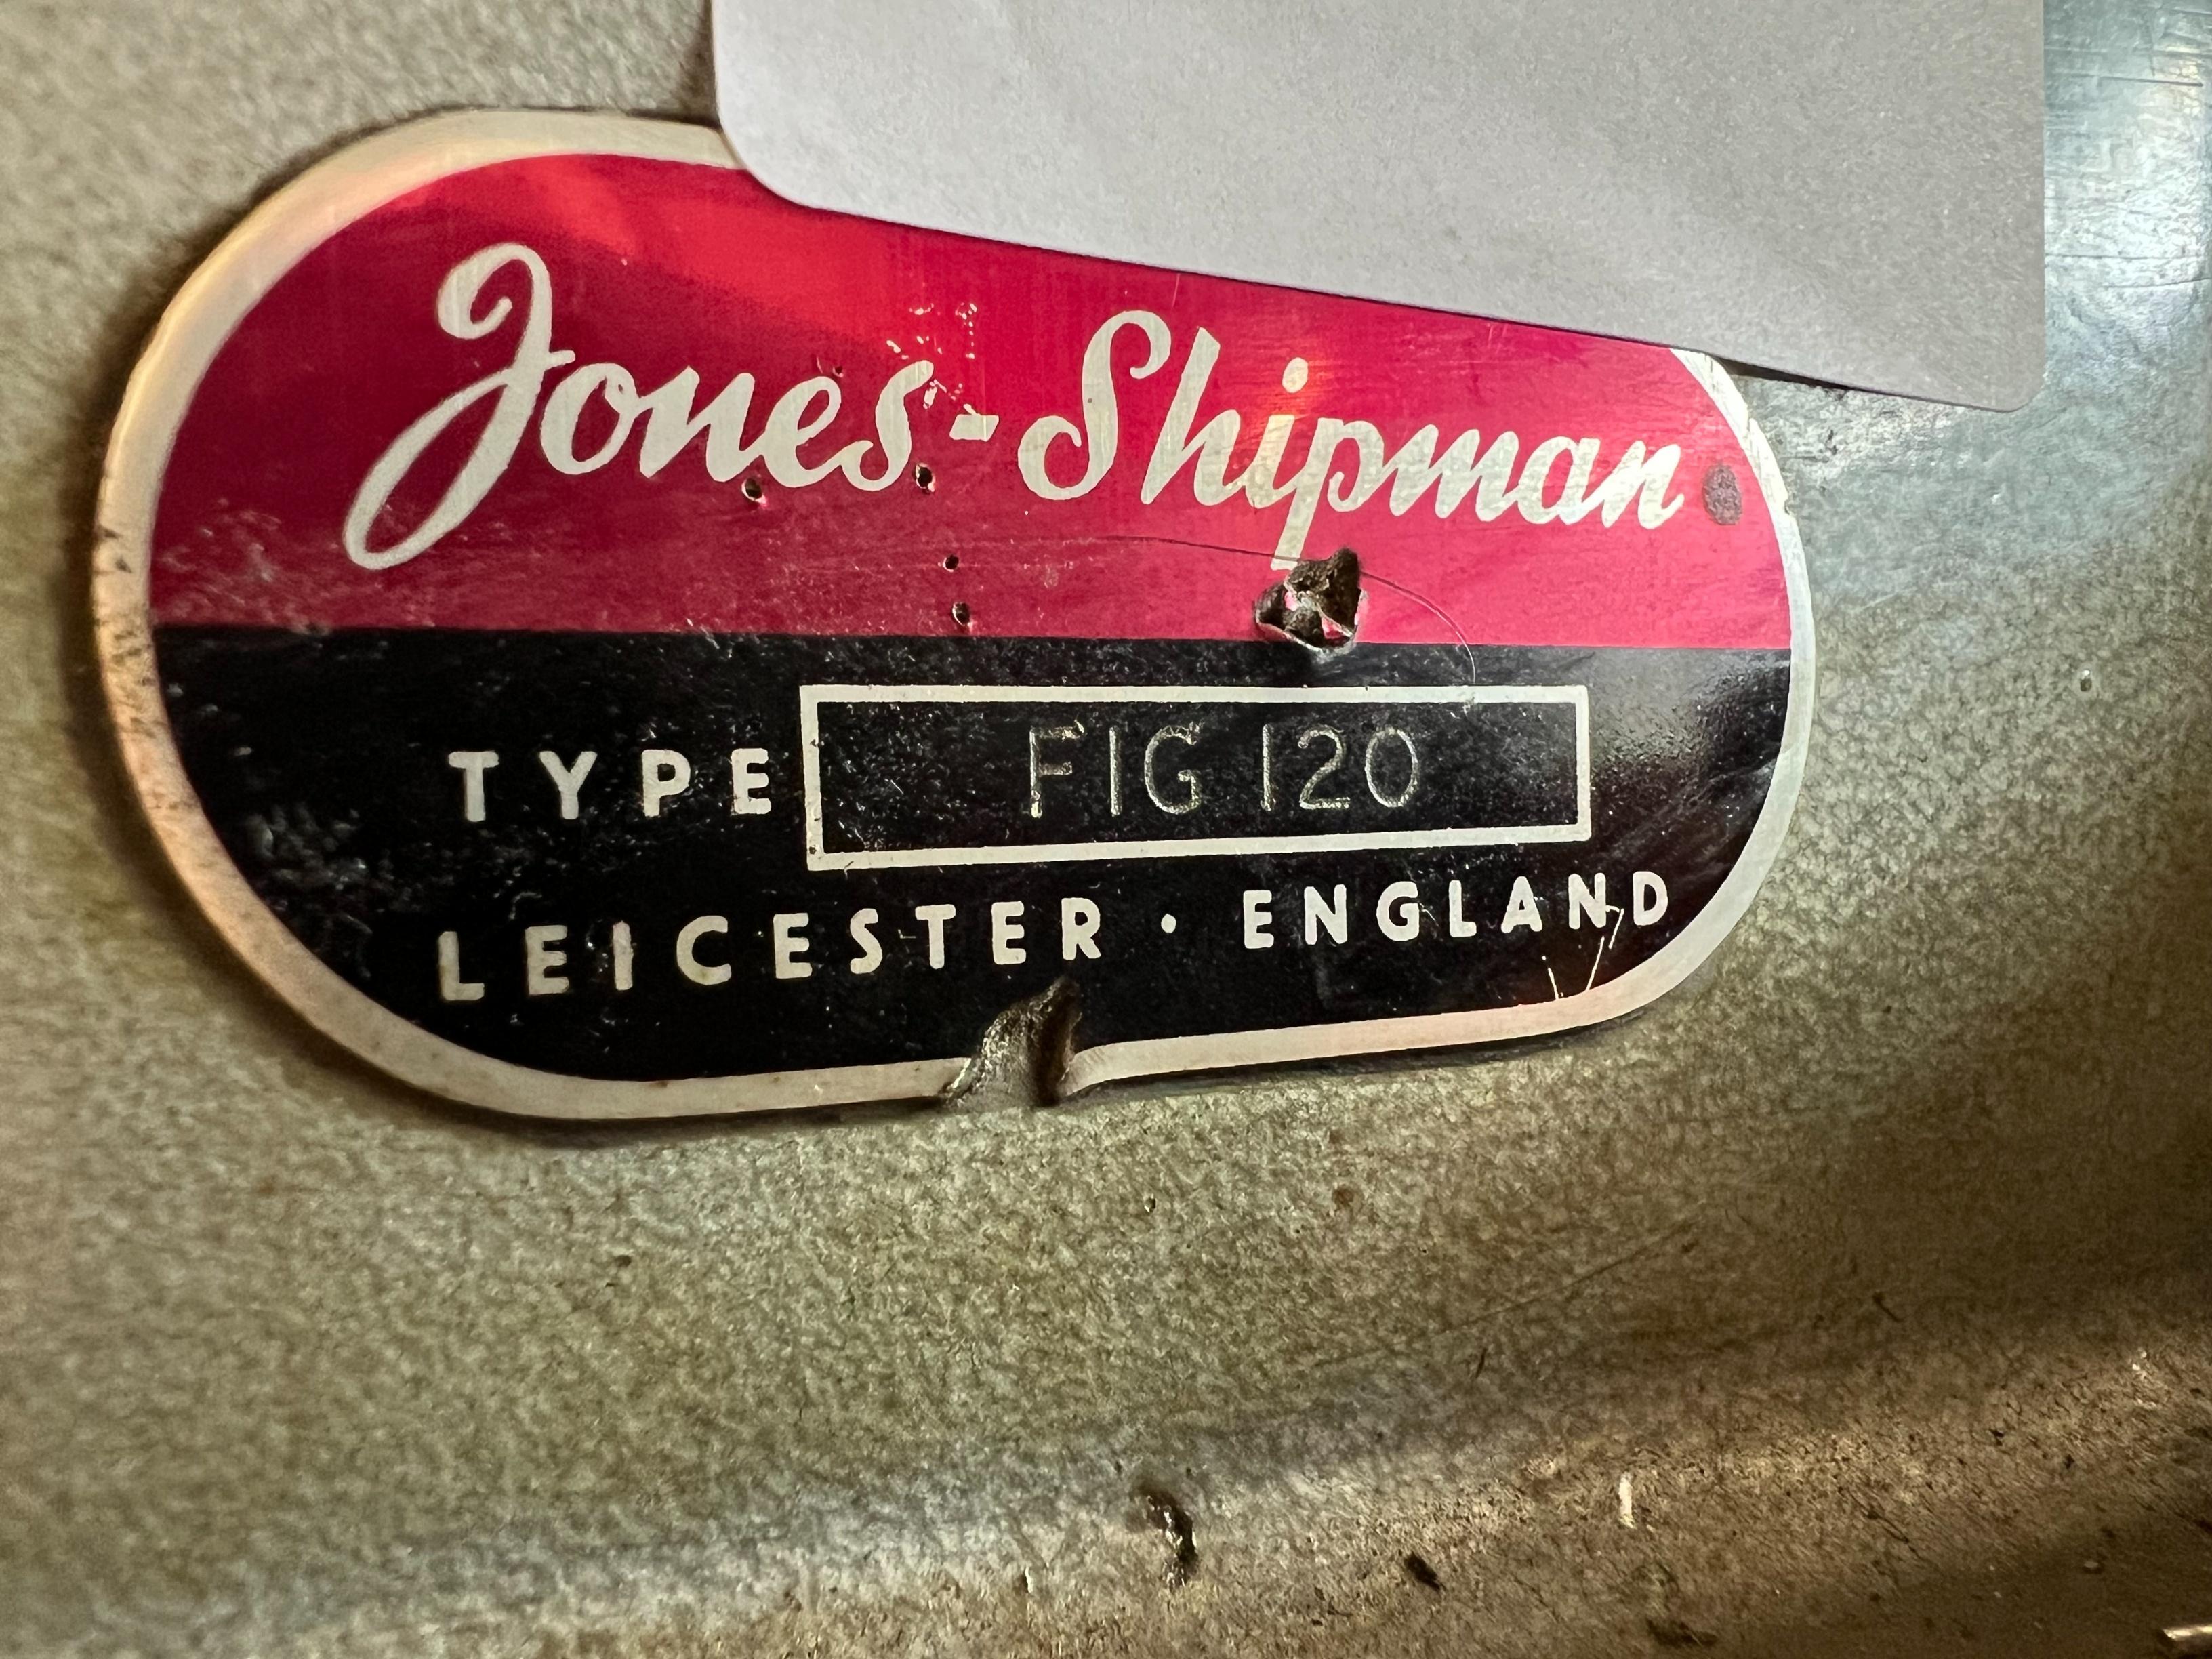 Jones-Shipman
TYPE FIG 120
LEICESTER · ENGLAND